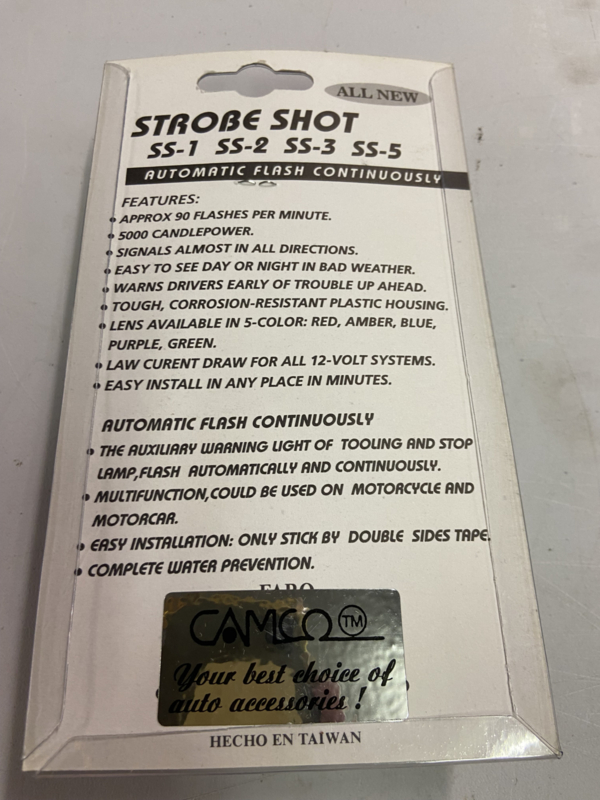 ALL NEW
STROBE SHOT
SS-1 SS-2 SS-3 SS-5
AUTOMATIC FLASH CONTINUOUSLY
FEATURES:
• APPROX 90 FLASHES PER MINUTE.
• 5000 CANDLEPOWER.
• SIGNALS ALMOST IN ALL DIRECTIONS.
• EASY TO SEE DAY OR NIGHT IN BAD WEATHER.
• WARNS DRIVERS EARLY OF TROUBLE UP AHEAD.
• TOUGH, CORROSION-RESISTANT PLASTIC HOUSING.
• LENS AVAILABLE IN 5-COLOR: RED, AMBER, BLUE,
PURPLE, GREEN.
• LAW CURENT DRAW FOR ALL 12-VOLT SYSTEMS.
• EASY INSTALL IN ANY PLACE IN MINUTES.
AUTOMATIC FLASH CONTINUOUSLY
• THE AUXILIARY WARNING LIGHT OF TOOLING AND STOP
LAMP,FLASH AUTOMATICALLY AND CONTINUOUSLY.
• MULTIFUNCTION,COULD BE USED ON MOTORCYCLE AND
MOTORCAR.
• EASY INSTALLATION: ONLY STICK BY DOUBLE SIDES TAPE.
• COMPLETE WATER PREVENTION.
CAMCO TM
Your best choice of
auto accessories !
HECHO EN TAIWAN